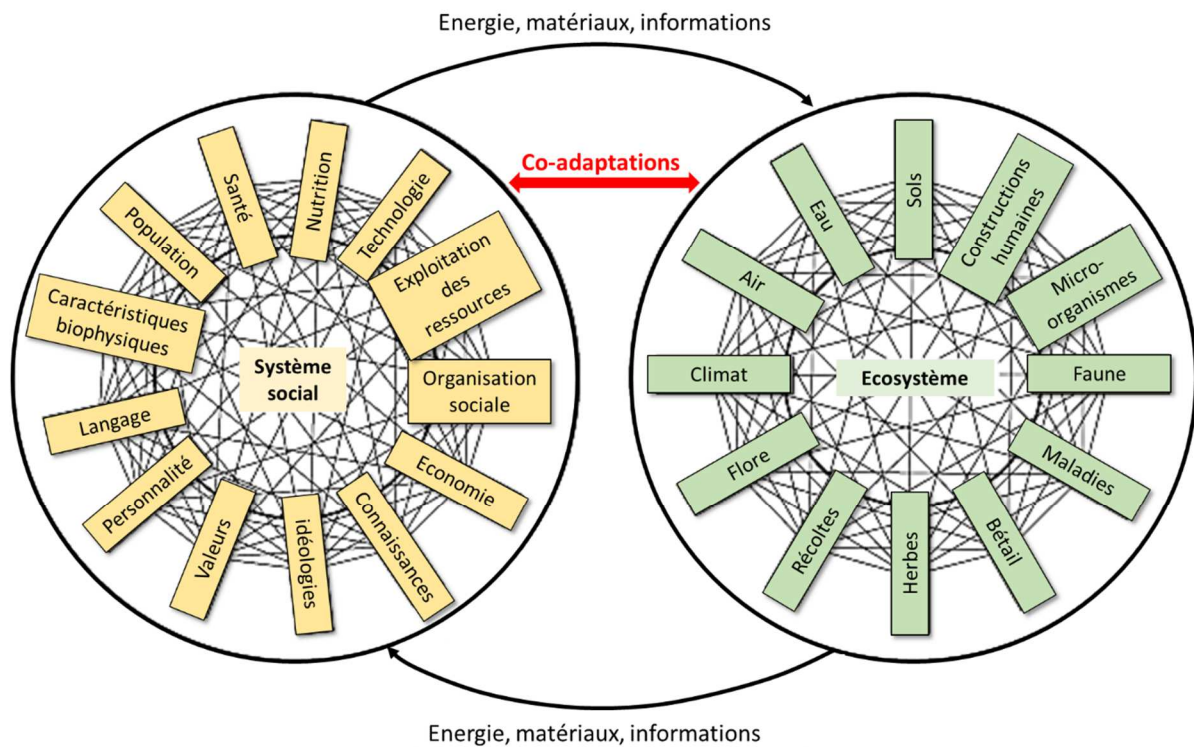 Energie, matériaux, informations
Co-adaptations
Système
social
Nutrition
Technologie
Exploitation
des
ressources
Organisation
sociale
Economie
Connaissances
idéologies
Valeurs
Personnalité
Langage
Caractéristiques
biophysiques
Population
Santé
Ecosystème
Sols
Constructions
humaines
Micro-
organismes
Faune
Maladies
Bétail
Herbes
Récoltes
Flore
Climat
Air
Eau
Energie, matériaux, informations